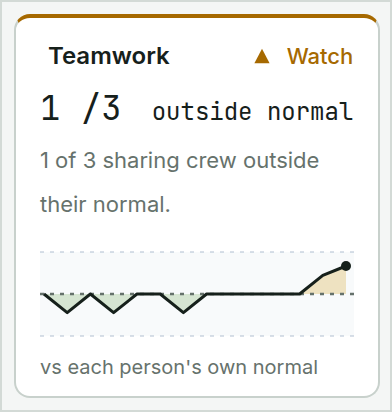 Teamwork ▲ Watch
1 /3 outside normal
1 of 3 sharing crew outside
their normal.
vs each person's own normal